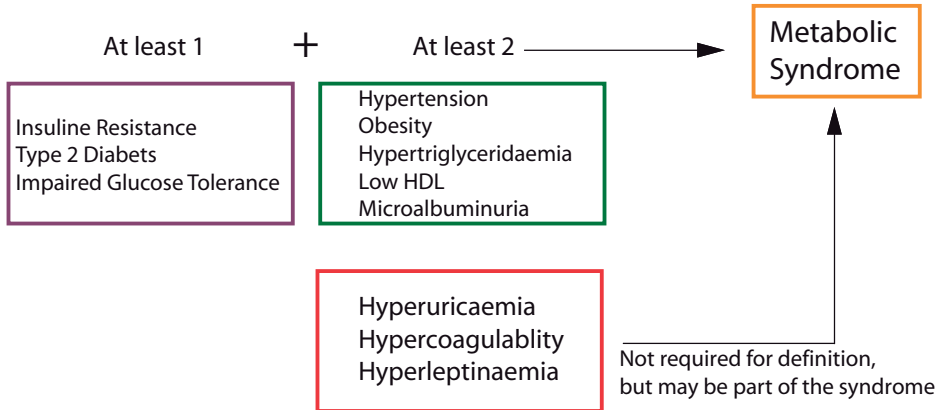 At least 1 + At least 2
Metabolic
Syndrome
Insuline Resistance
Type 2 Diabets
Impaired Glucose Tolerance
Hypertension
Obesity
Hypertriglyceridaemia
Low HDL
Microalbuminuria
Hyperuricaemia
Hypercoagulablity
Hyperleptinaemia
Not required for definition,
but may be part of the syndrome